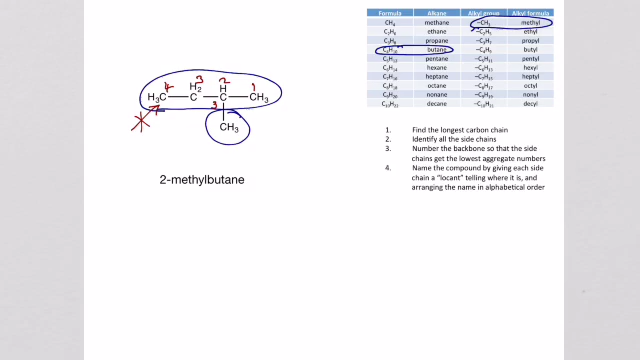 Formula Alkane Alkyl group Alkyl formula
CH4 methane –CH3 methyl
C2H6 ethane –C2H5 ethyl
C3H8 propane –C3H7 propyl
C4H10 butane –C4H9 butyl
C5H12 pentane –C5H11 pentyl
C6H14 hexane –C6H13 hexyl
C7H16 heptane –C7H15 heptyl
C8H18 octane –C8H17 octyl
C9H20 nonane –C9H19 nonyl
C10H22 decane –C10H21 decyl
4 3 2 1
H2 H
H3C C C CH3
3
CH3
2-methylbutane
1 Find the longest carbon chain
2 Identify all the side chains
3 Number the backbone so that the side
chains get the lowest aggregate numbers
4 Name the compound by giving each side
chain a “locant” telling where it is, and
arranging the name in alphabetical order